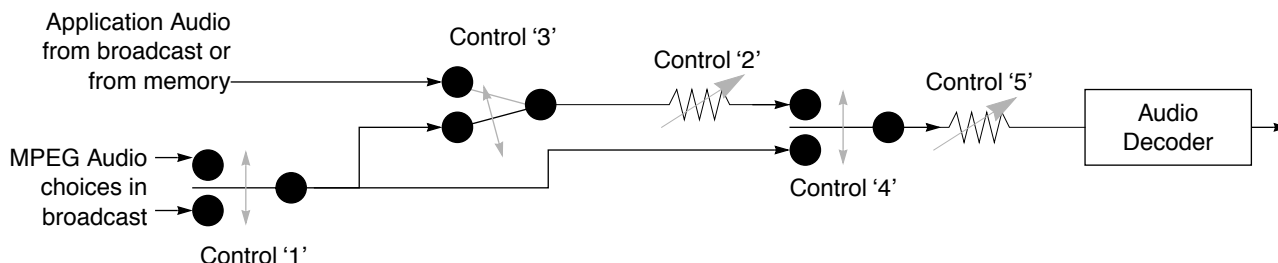 Application Audio
from broadcast or
from memory
Control ‘3’
Control ‘2’
Control ‘5’
Audio
Decoder
MPEG Audio
choices in
broadcast
Control ‘4’
Control ‘1’